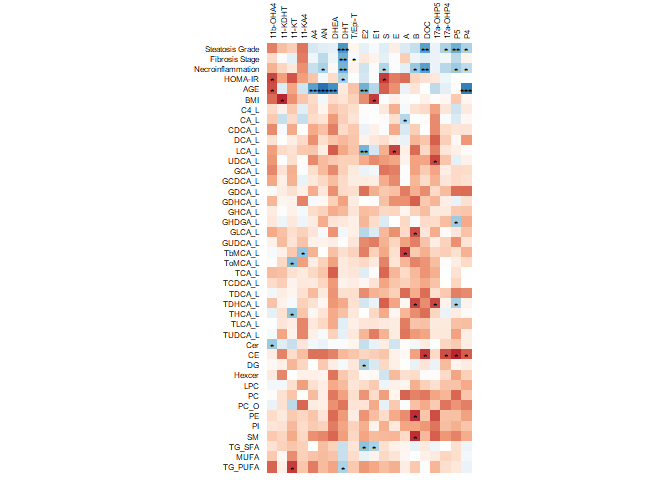 11b-OHA4
11-KDHT
11-KT
11-KA4
A4
AN
DHEA
DHT
T/Epi-T
E2
E1
S
E
A
B
DOC
17a-OHP5
17a-OHP4
P5
P4
Steatosis Grade
Fibrosis Stage
Necroinflammation
HOMA-IR
AGE
BMI
C4_L
CA_L
CDCA_L
DCA_L
LCA_L
UDCA_L
GCA_L
GCDCA_L
GDCA_L
GDHCA_L
GHCA_L
GHDGA_L
GLCA_L
GUDCA_L
TbMCA_L
ToMCA_L
TCA_L
TCDCA_L
TDCA_L
TDHCA_L
THCA_L
TLCA_L
TUDCA_L
Cer
CE
DG
Hexcer
LPC
PC
PC_O
PE
PI
SM
TG_SFA
MUFA
TG_PUFA